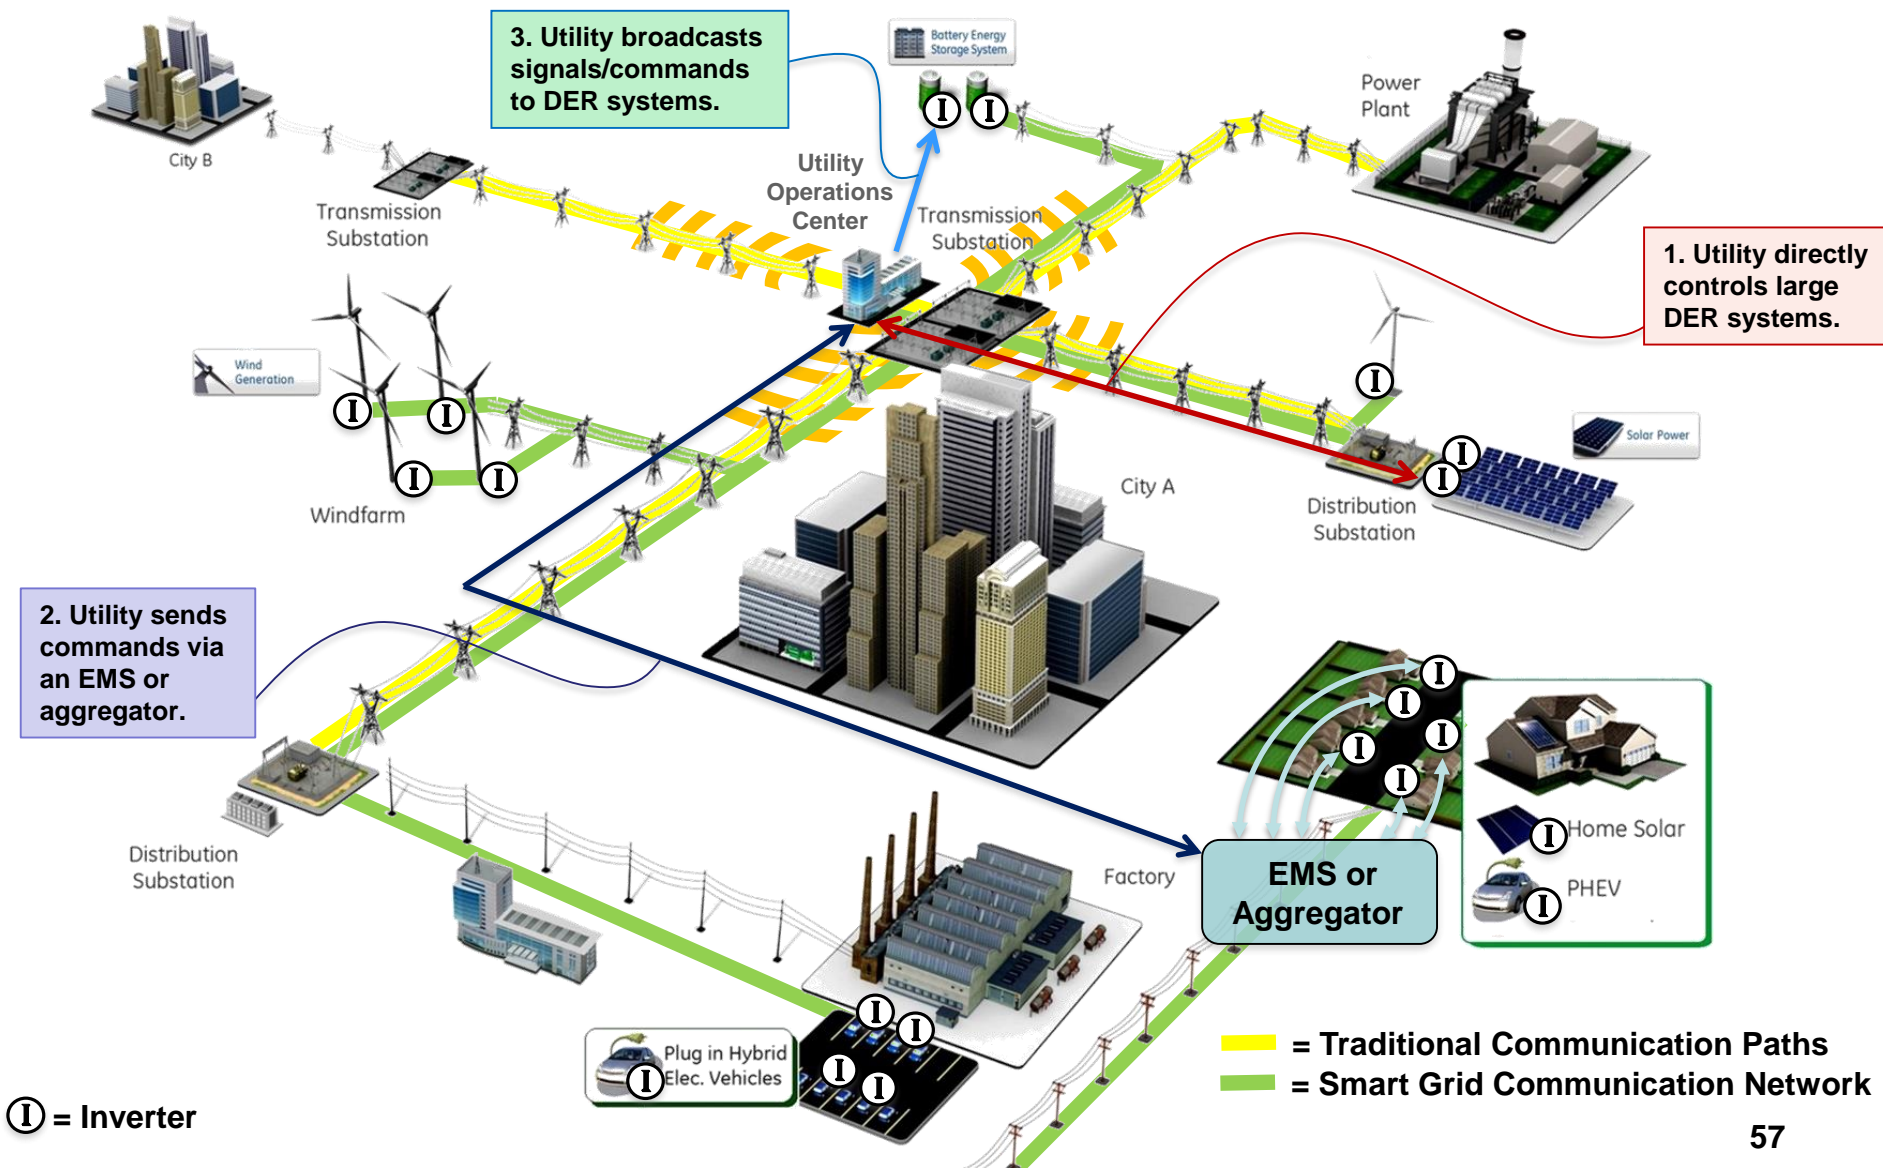 3. Utility broadcasts
signals/commands
to DER systems.
Battery Energy
Storage System
Power
Plant
City B
Utility
Operations
Center
Transmission
Substation
Transmission
Substation
1. Utility directly
controls large
DER systems.
Wind
Generation
I
I
I
I
I
I
I
I
I
Solar Power
Windfarm
City A
Distribution
Substation
2. Utility sends
commands via
an EMS or
aggregator.
I
I
I
I
I
Home Solar
I
PHEV
I
Distribution
Substation
Factory
EMS or
Aggregator
I
I
I
I
Plug in Hybrid
Elec. Vehicles
I
= Traditional Communication Paths
= Smart Grid Communication Network
I = Inverter
57